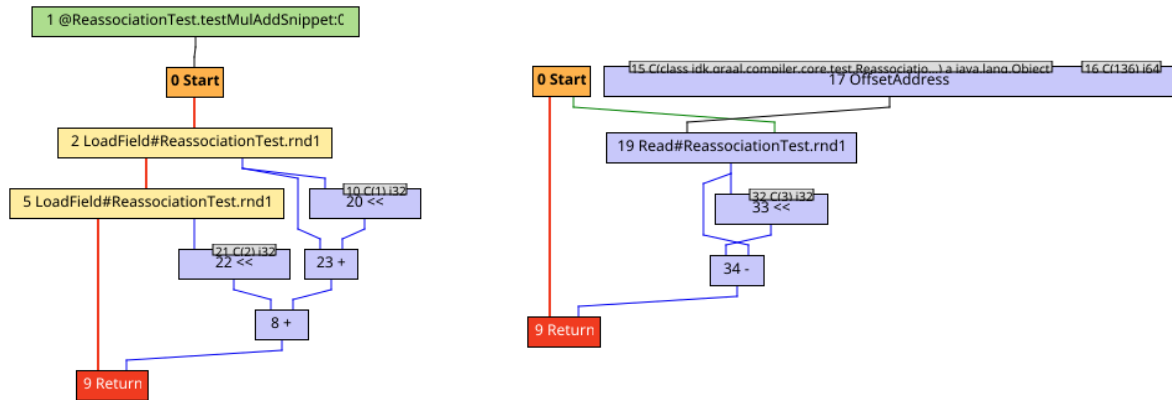 1 @ReassociationTest.testMulAddSnippet:0
0 Start
2 LoadField#ReassociationTest.rnd1
5 LoadField#ReassociationTest.rnd1
10 C(1) i32
20 <<
21 C(2) i32
22 <<
23 +
8 +
9 Return
0 Start
15 C(class jdk.graal.compiler.core.test.Reassociatio...) a java.lang.Object
16 C(136) i64
17 OffsetAddress
19 Read#ReassociationTest.rnd1
32 C(3) i32
33 <<
34 -
9 Return